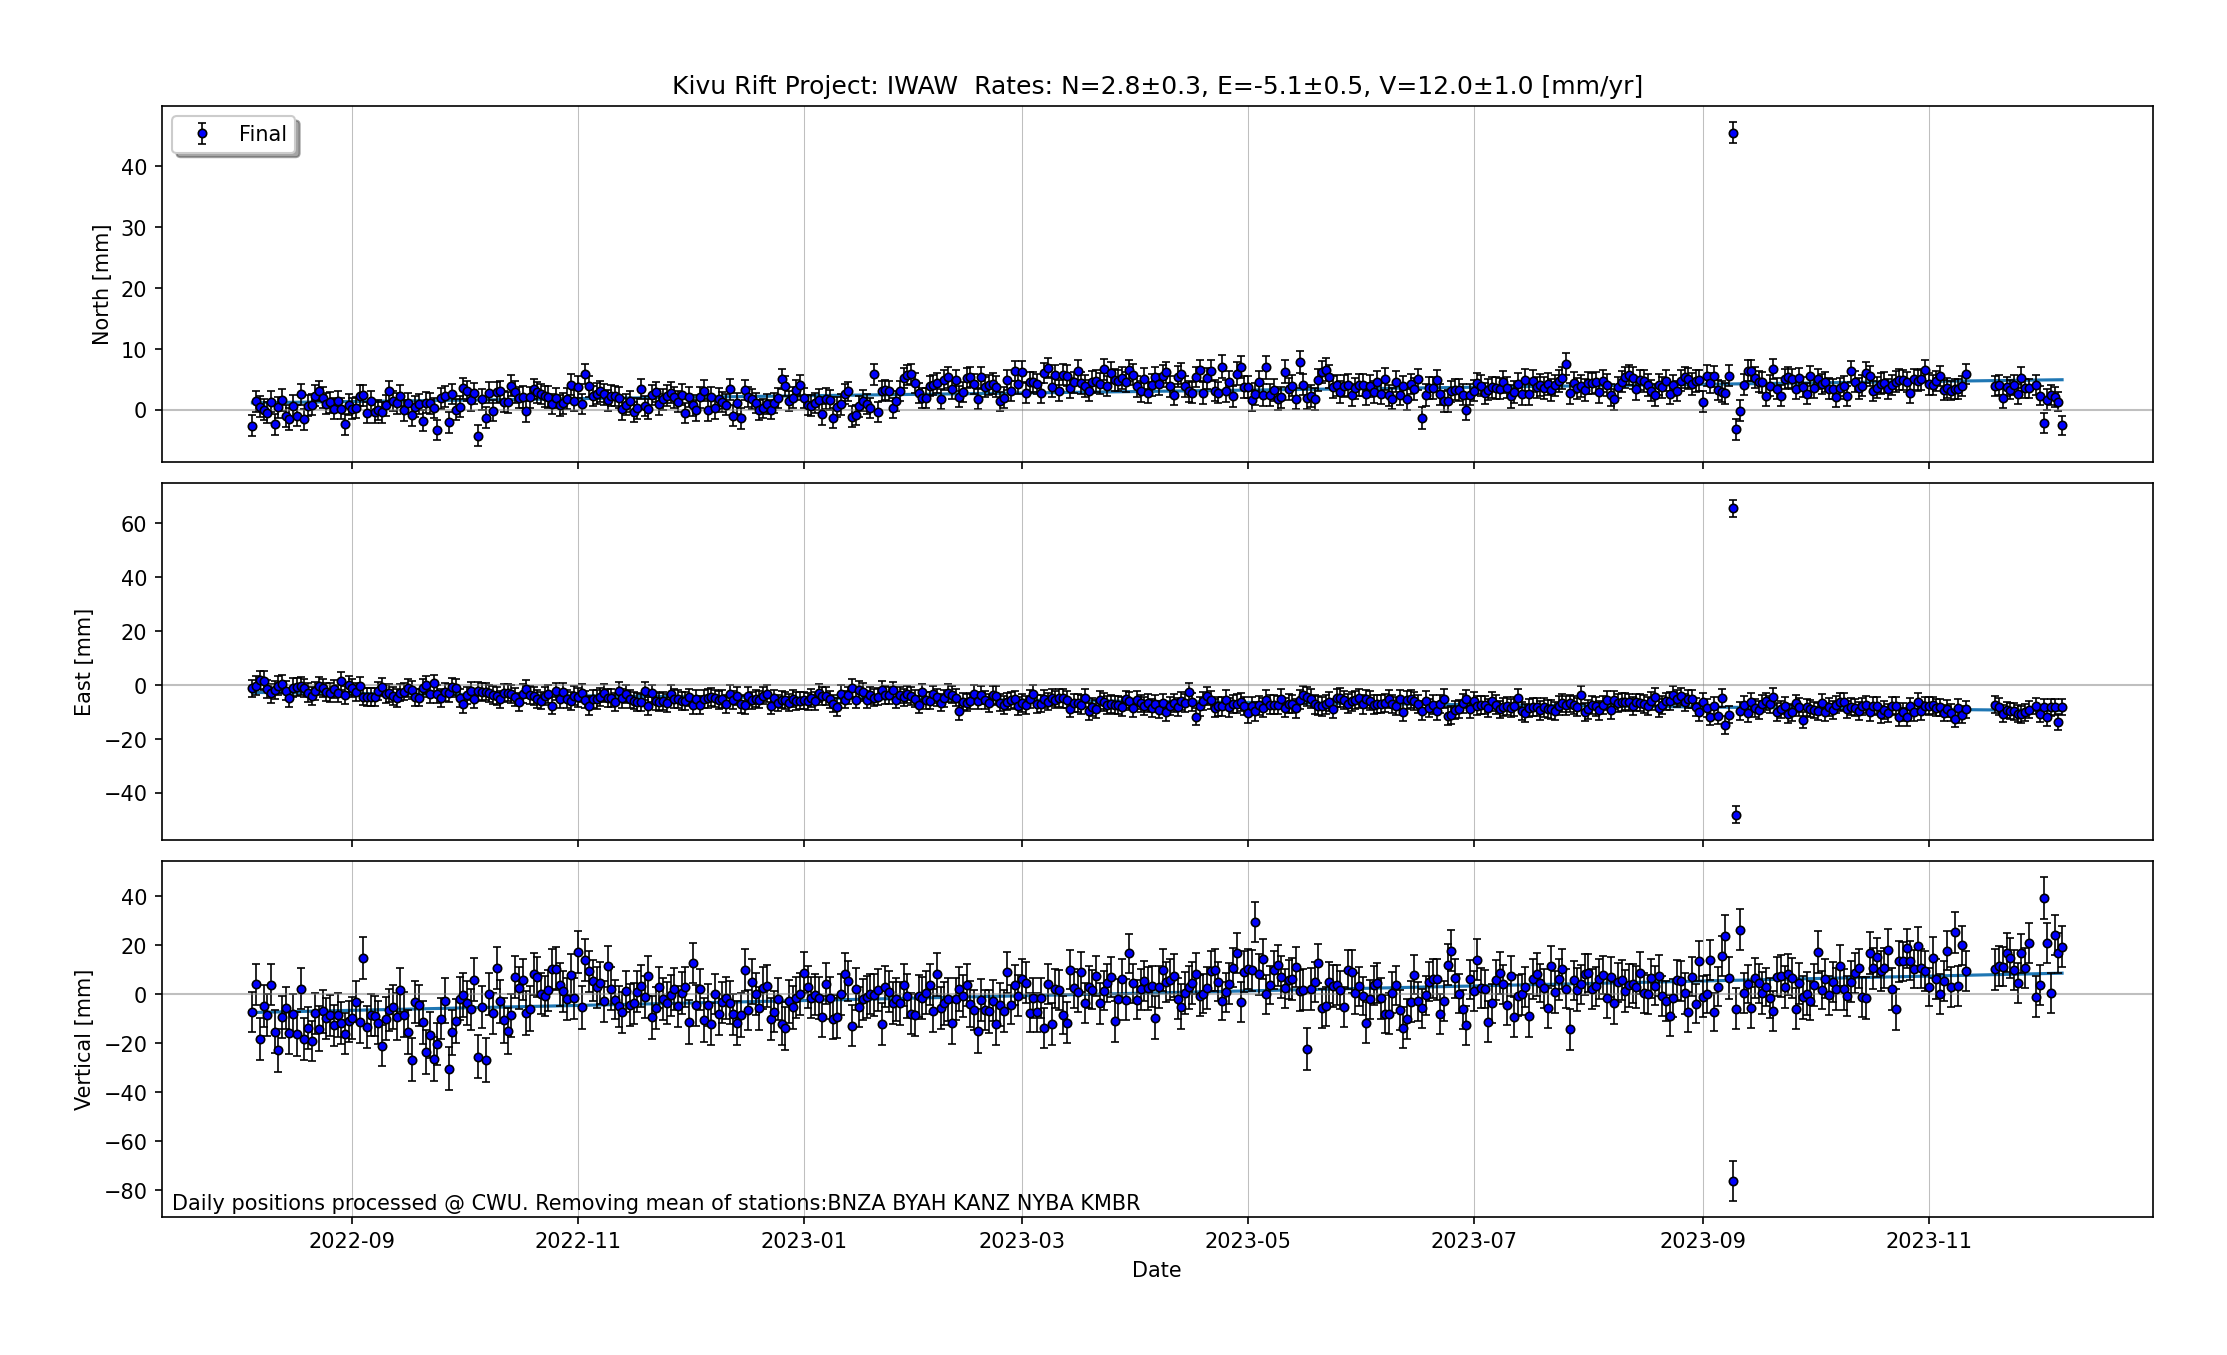 Kivu Rift Project: IWAW  Rates: N=2.8±0.3, E=-5.1±0.5, V=12.0±1.0 [mm/yr]
Final
North [mm]
40
30
20
10
0
East [mm]
60
40
20
0
−20
−40
Vertical [mm]
40
20
0
−20
−40
−60
−80
Daily positions processed @ CWU. Removing mean of stations:BNZA BYAH KANZ NYBA KMBR
2022-09 2022-11 2023-01 2023-03 2023-05 2023-07 2023-09 2023-11
Date